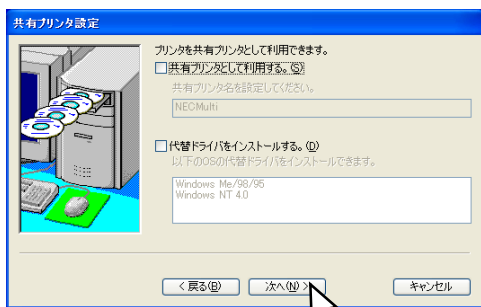 共有プリンタ設定
プリンタを共有プリンタとして利用できます。
共有プリンタとして利用する。(S)
共有プリンタ名を設定してください。
NECMulti
代替ドライバをインストールする。(D)
以下のOSの代替ドライバをインストールできます。
Windows Me/98/95
Windows NT 4.0
< 戻る(B)
次へ(N) >
キャンセル